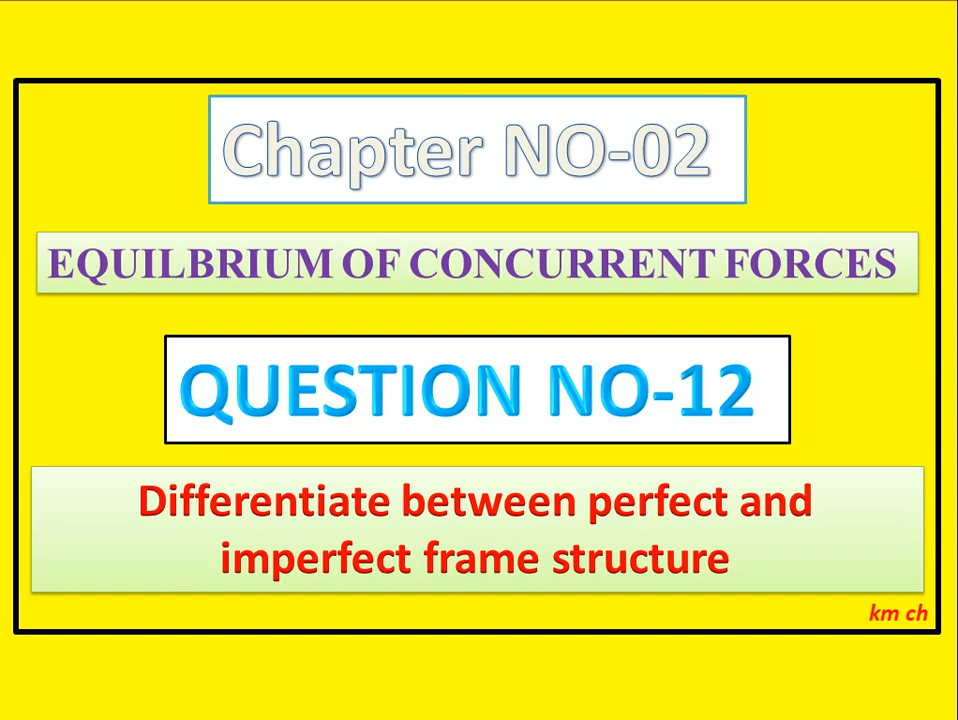 Chapter NO-02
EQUILBRIUM OF CONCURRENT FORCES
QUESTION NO-12
Differentiate between perfect and
imperfect frame structure
km ch